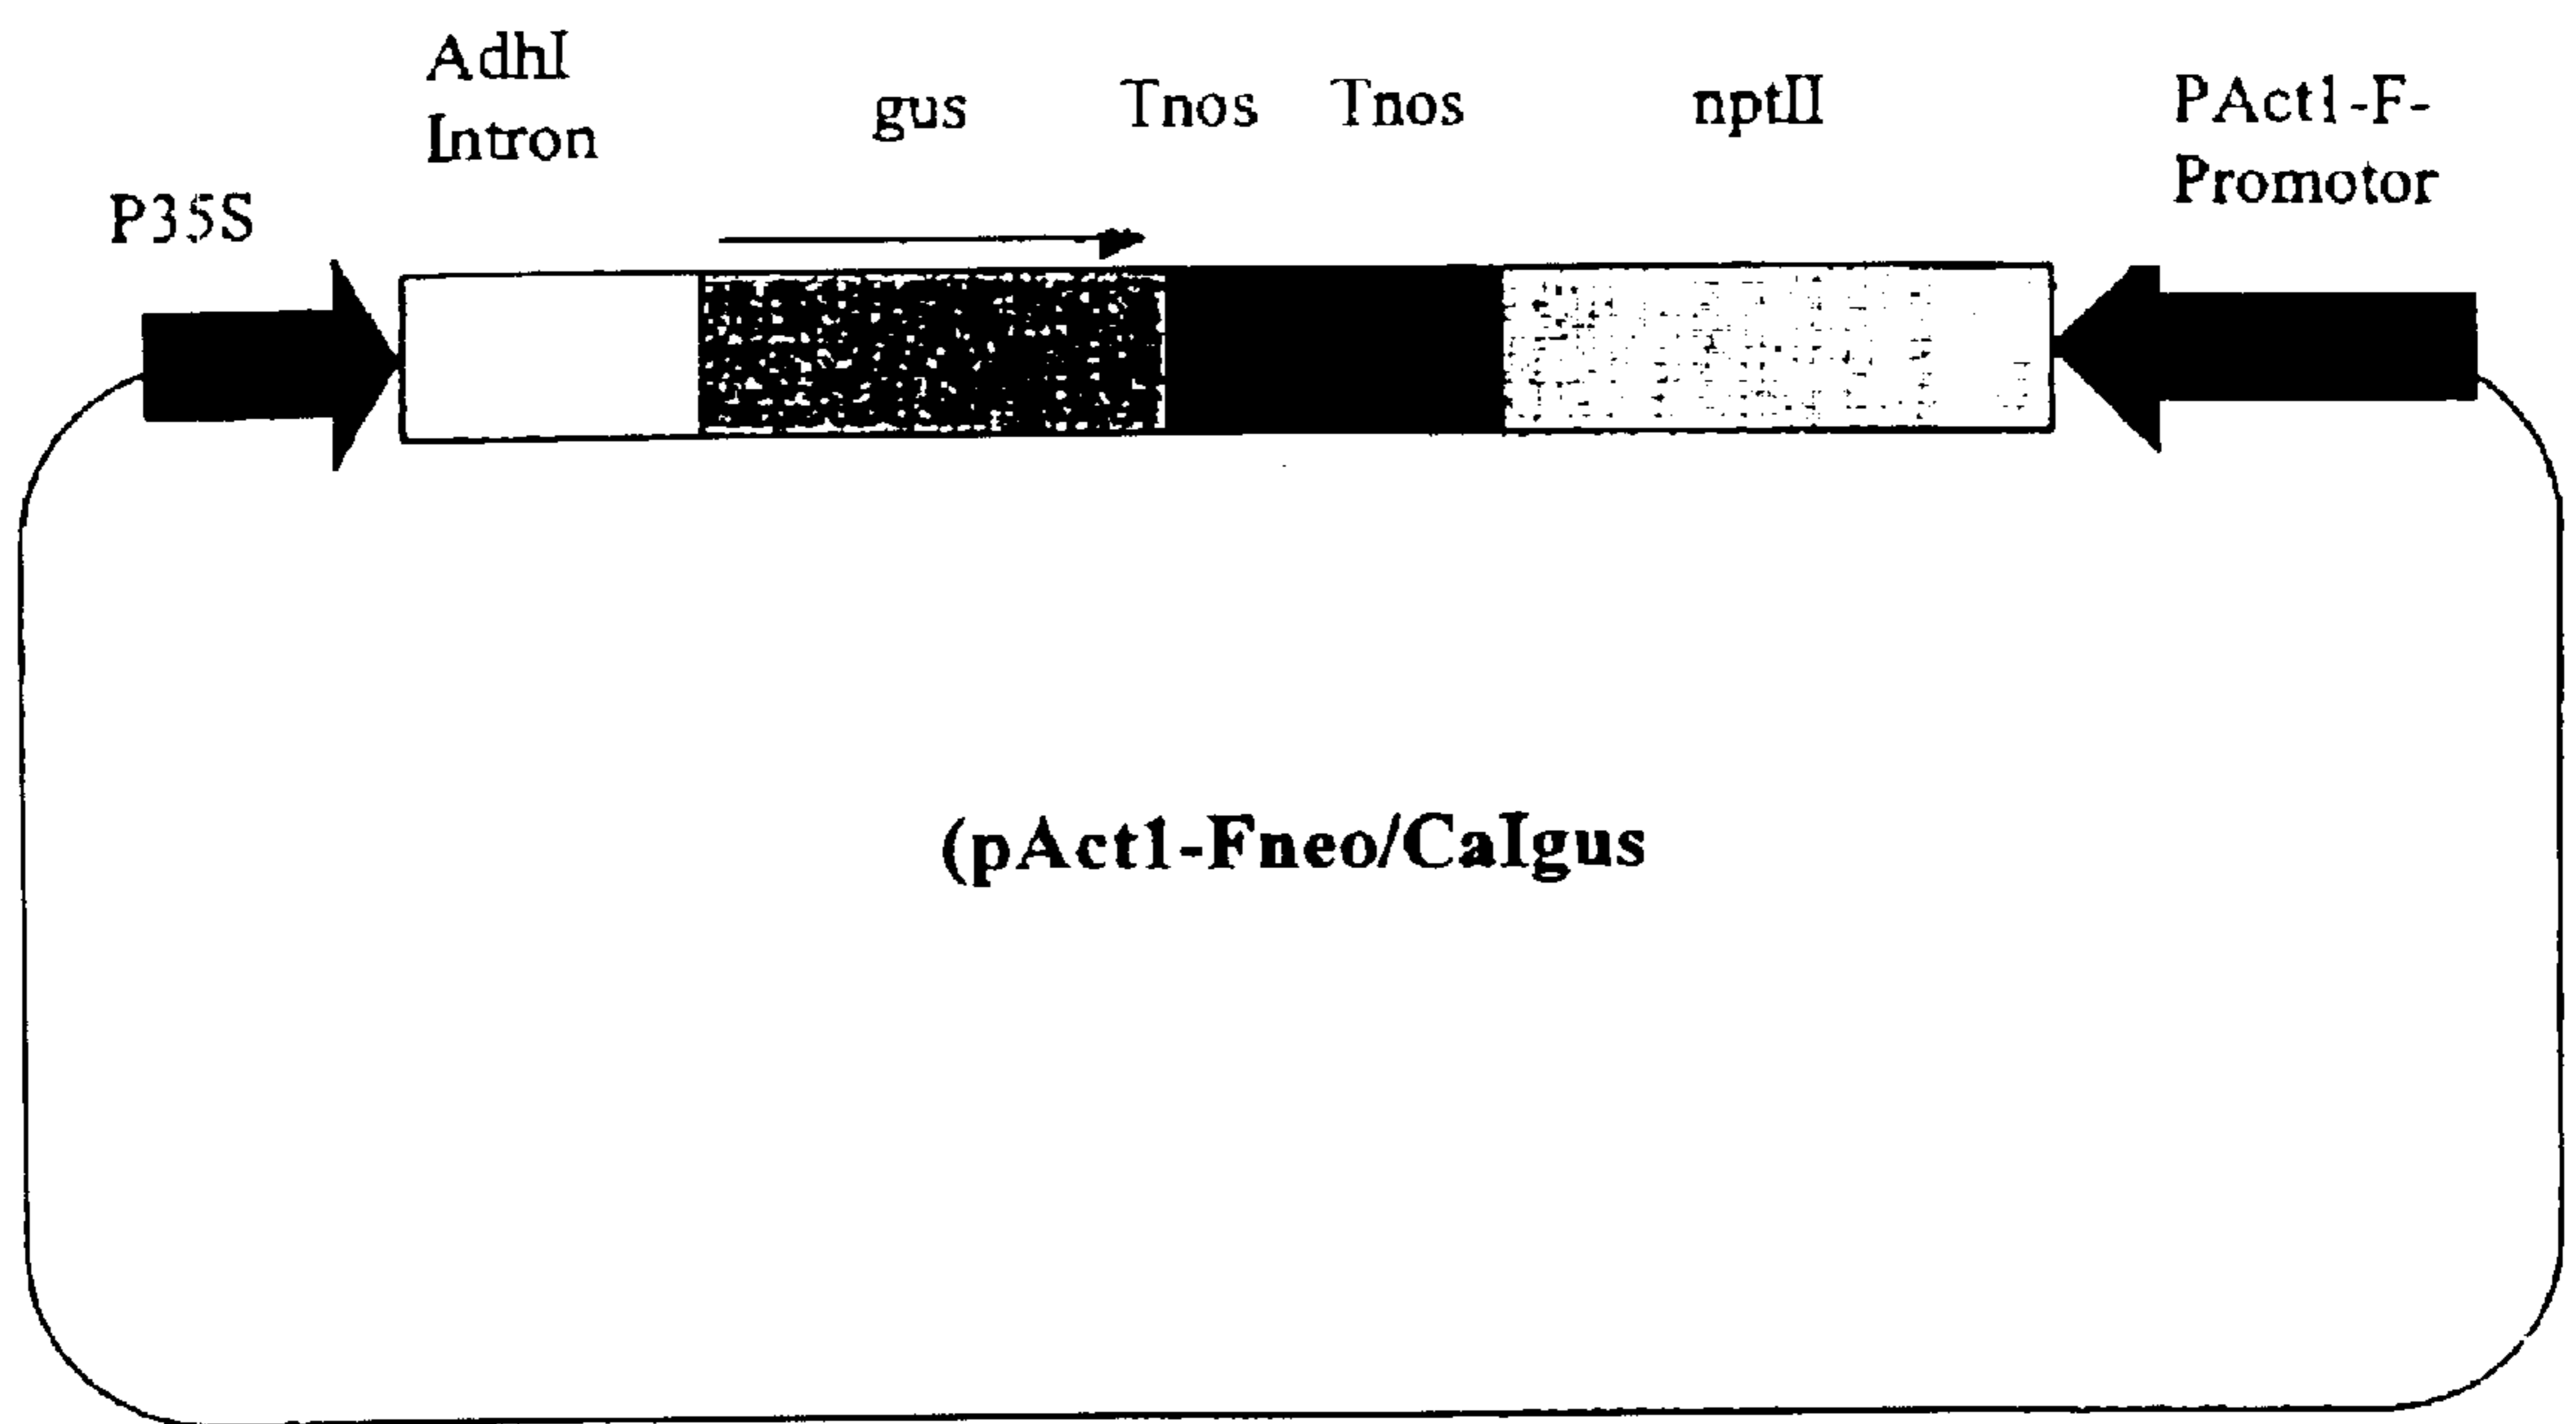 P35S
AdhI
Intron
gus
Tnos
Tnos
nptII
PAct1-F-
Promotor
(pAct1-Fneo/CaIgus